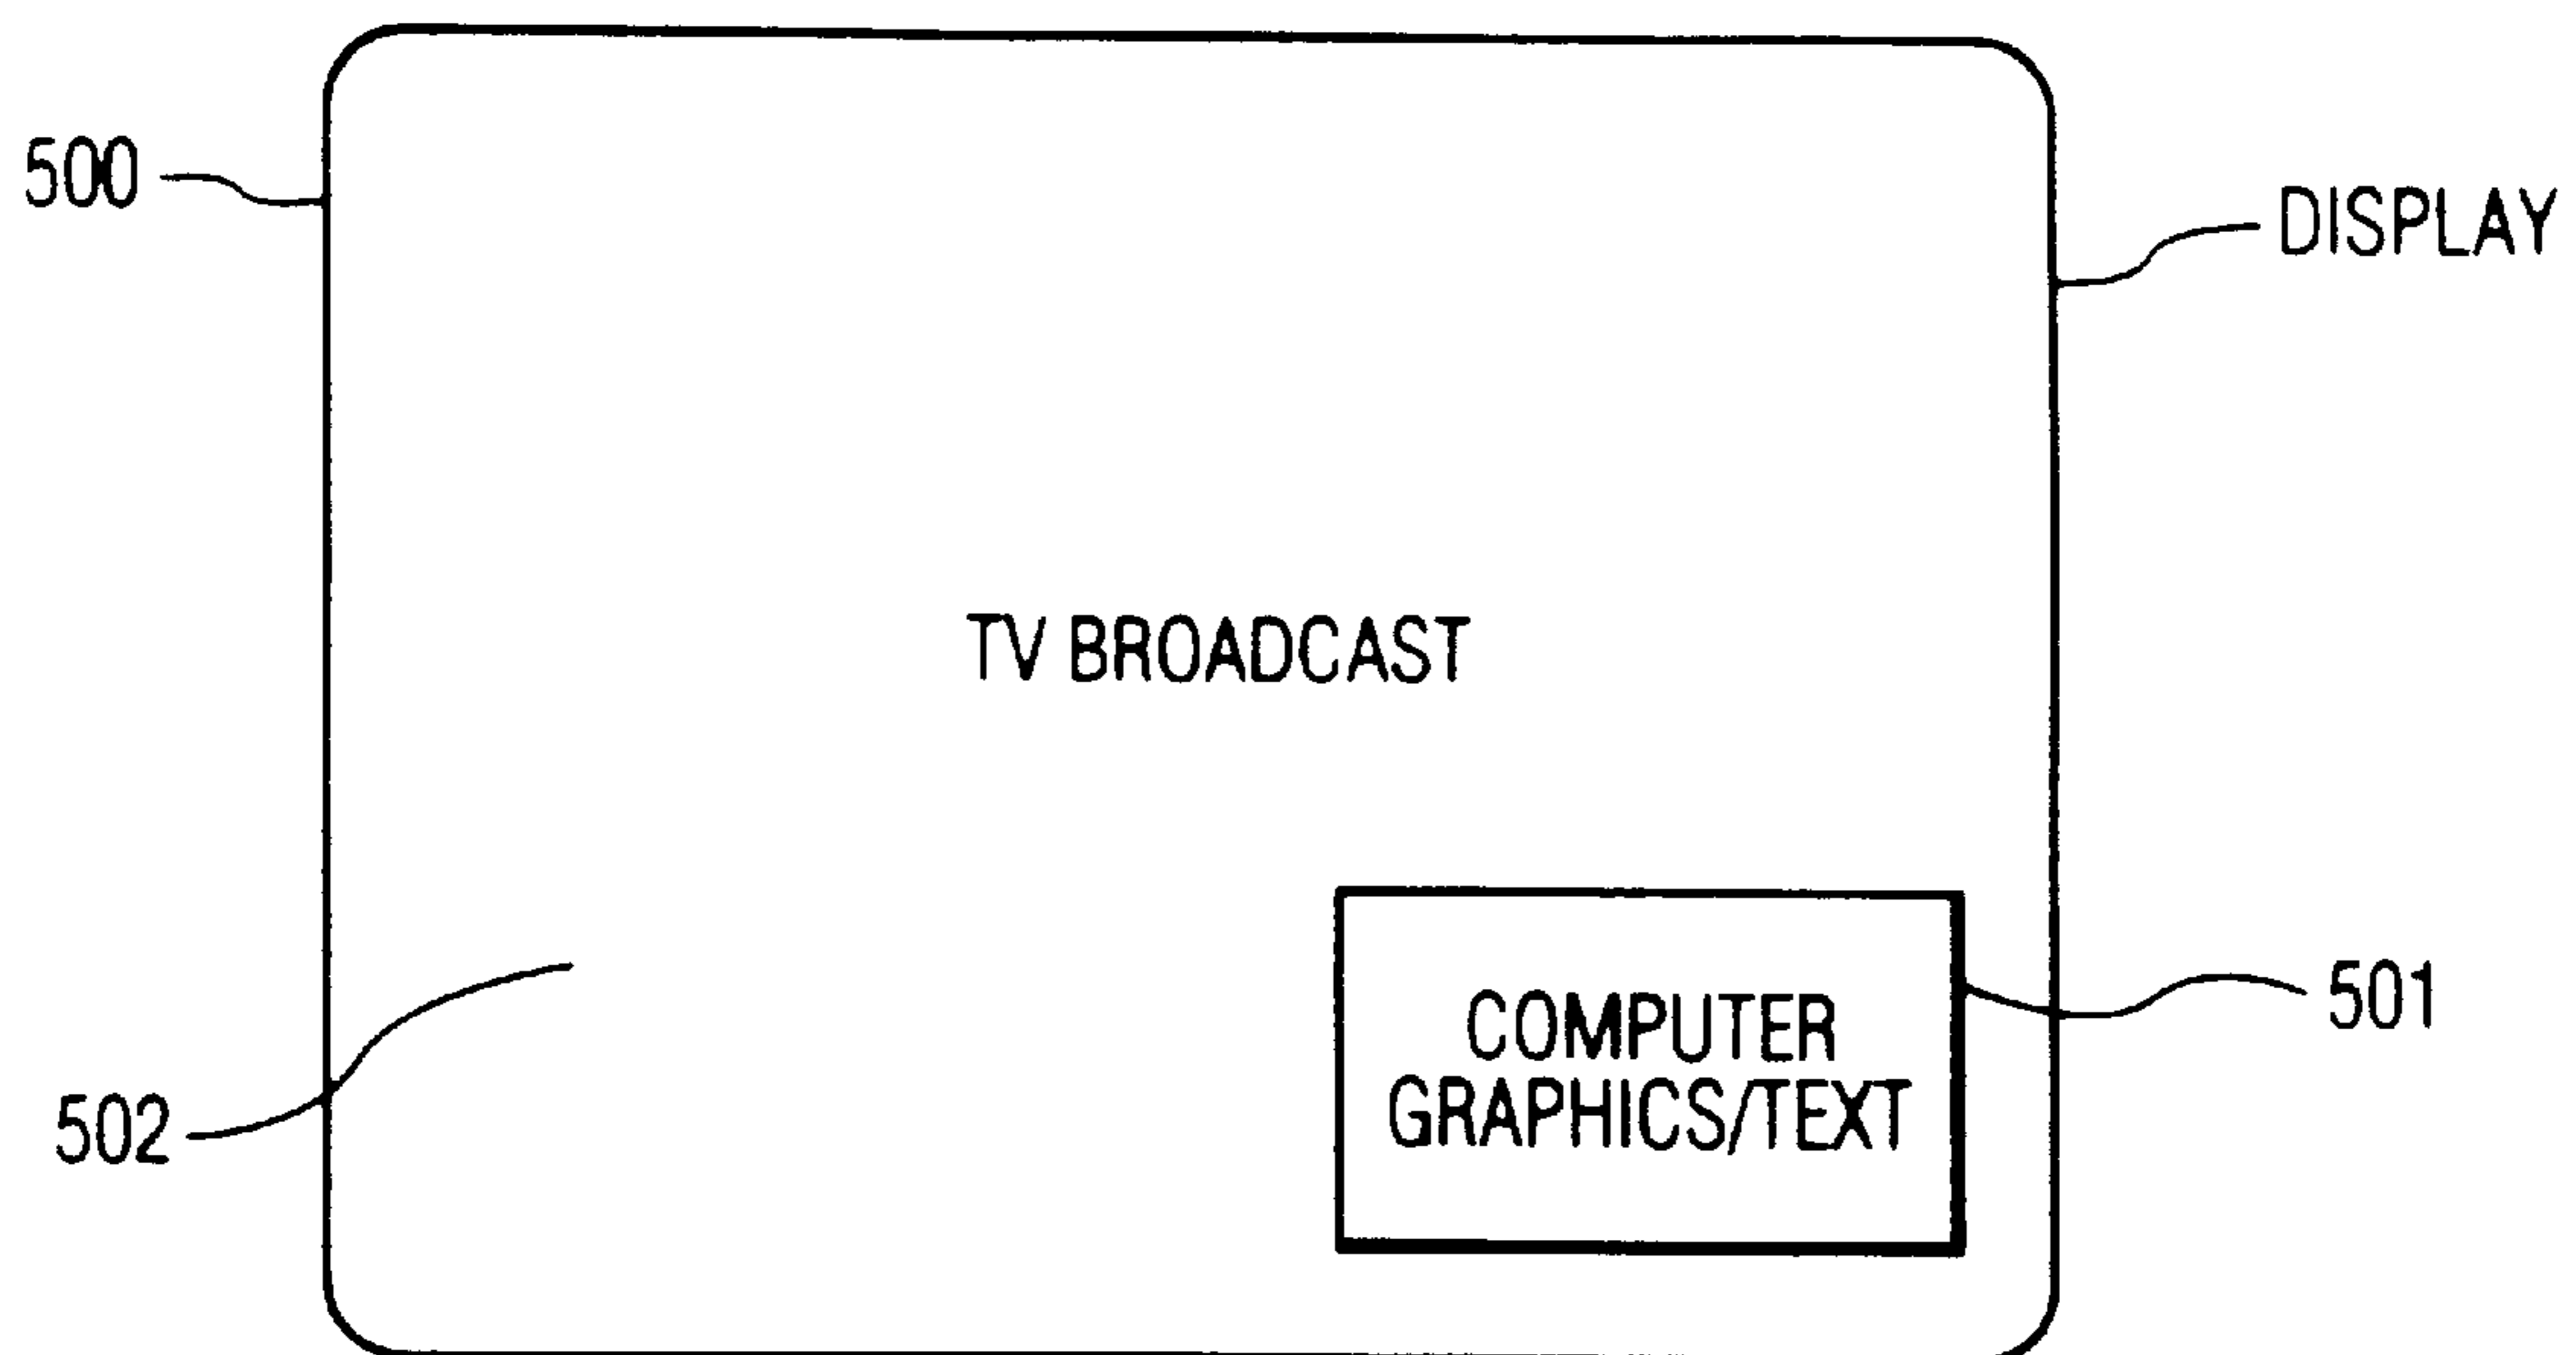 500
DISPLAY
TV BROADCAST
COMPUTER
GRAPHICS/TEXT
501
502